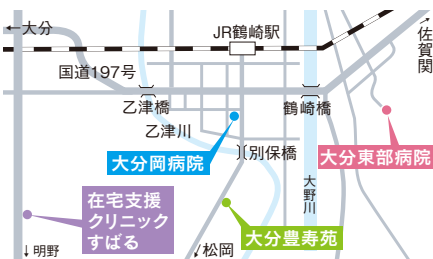 ←大分
JR鶴崎駅
→佐賀関
国道197号
乙津橋
鶴崎橋
乙津川
大分岡病院
別保橋
大分東部病院
大野川
在宅支援
クリニック
すばる
大分豊寿苑
↓明野
↓松岡